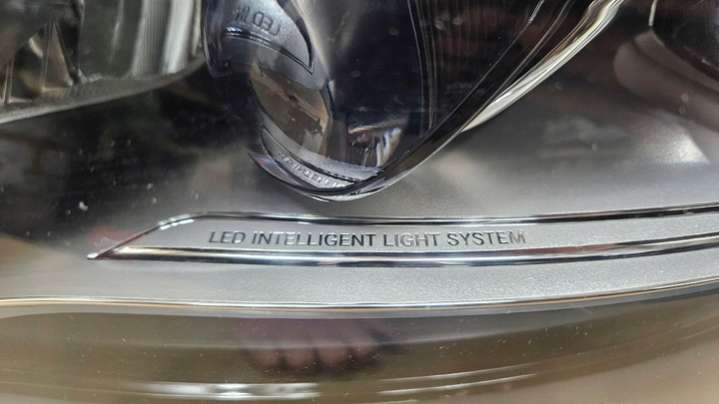 LED INTELLIGENT LIGHT SYSTEM